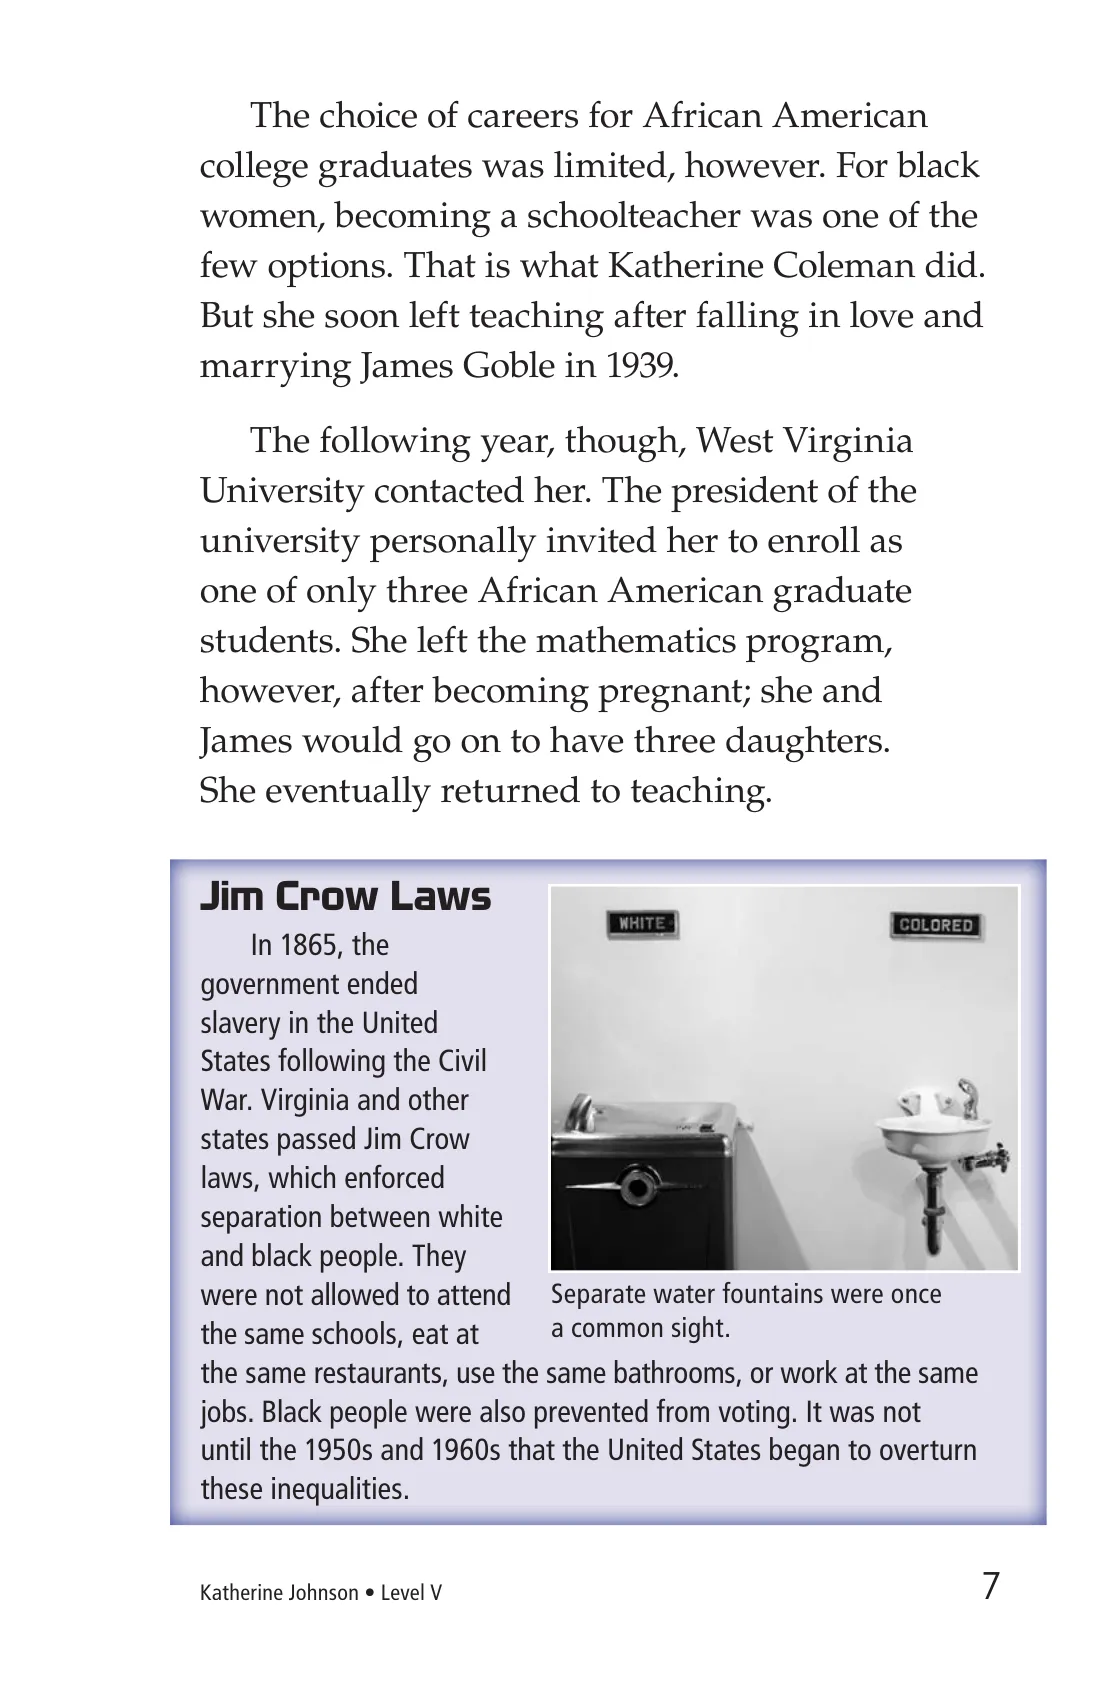 The choice of careers for African American
college graduates was limited, however. For black
women, becoming a schoolteacher was one of the
few options. That is what Katherine Coleman did.
But she soon left teaching after falling in love and
marrying James Goble in 1939.
The following year, though, West Virginia
University contacted her. The president of the
university personally invited her to enroll as
one of only three African American graduate
students. She left the mathematics program,
however, after becoming pregnant; she and
James would go on to have three daughters.
She eventually returned to teaching.
Jim Crow Laws
In 1865, the
government ended
slavery in the United
States following the Civil
War. Virginia and other
states passed Jim Crow
laws, which enforced
separation between white
and black people. They
were not allowed to attend
the same schools, eat at
the same restaurants, use the same bathrooms, or work at the same
jobs. Black people were also prevented from voting. It was not
until the 1950s and 1960s that the United States began to overturn
these inequalities.
WHITE
COLORED
Separate water fountains were once
a common sight.
Katherine Johnson • Level V
7